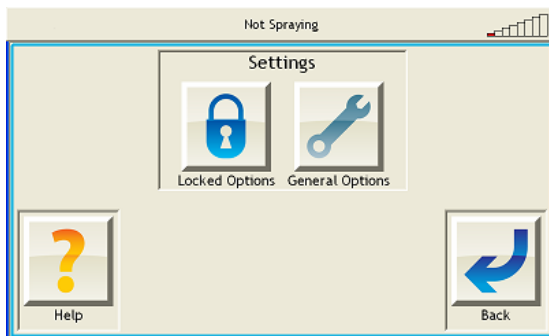 Not Spraying
Settings
Locked Options General Options
Help
Back